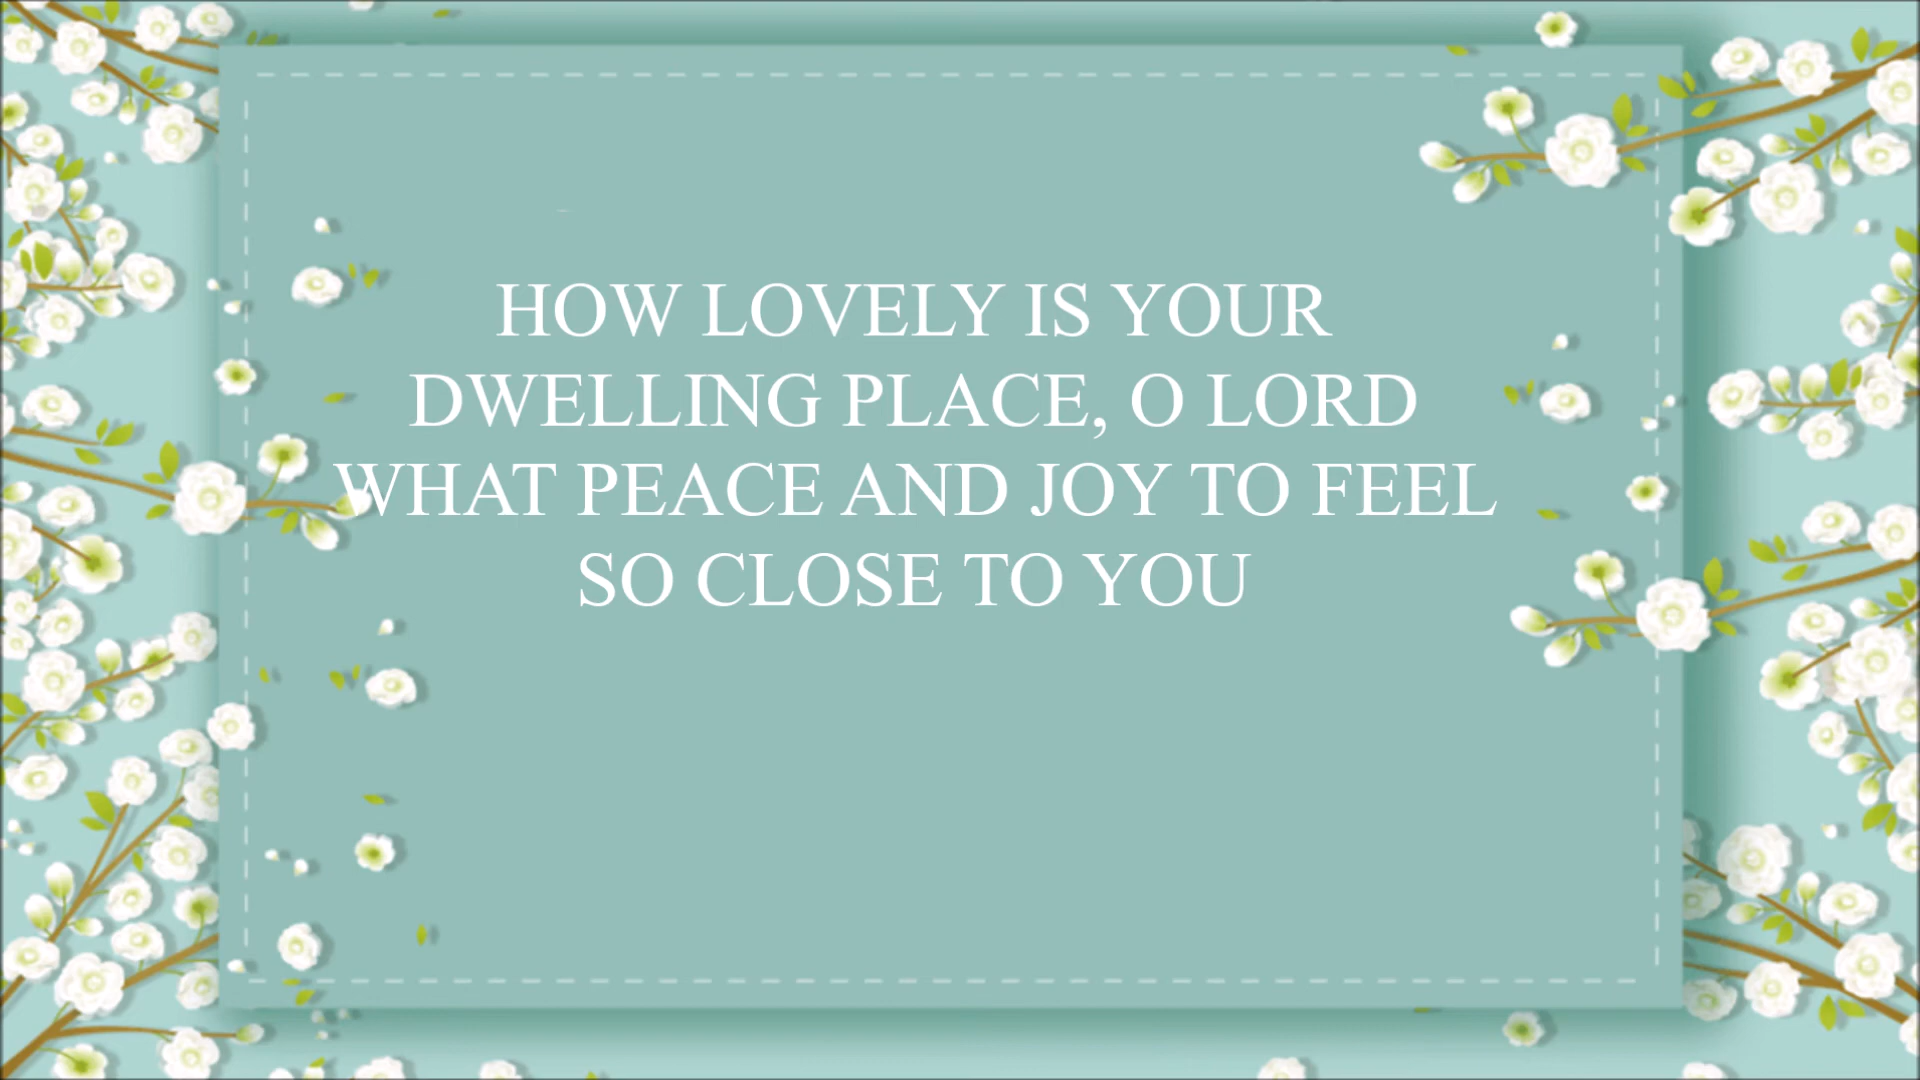 HOW LOVELY IS YOUR
DWELLING PLACE, O LORD
WHAT PEACE AND JOY TO FEEL
SO CLOSE TO YOU